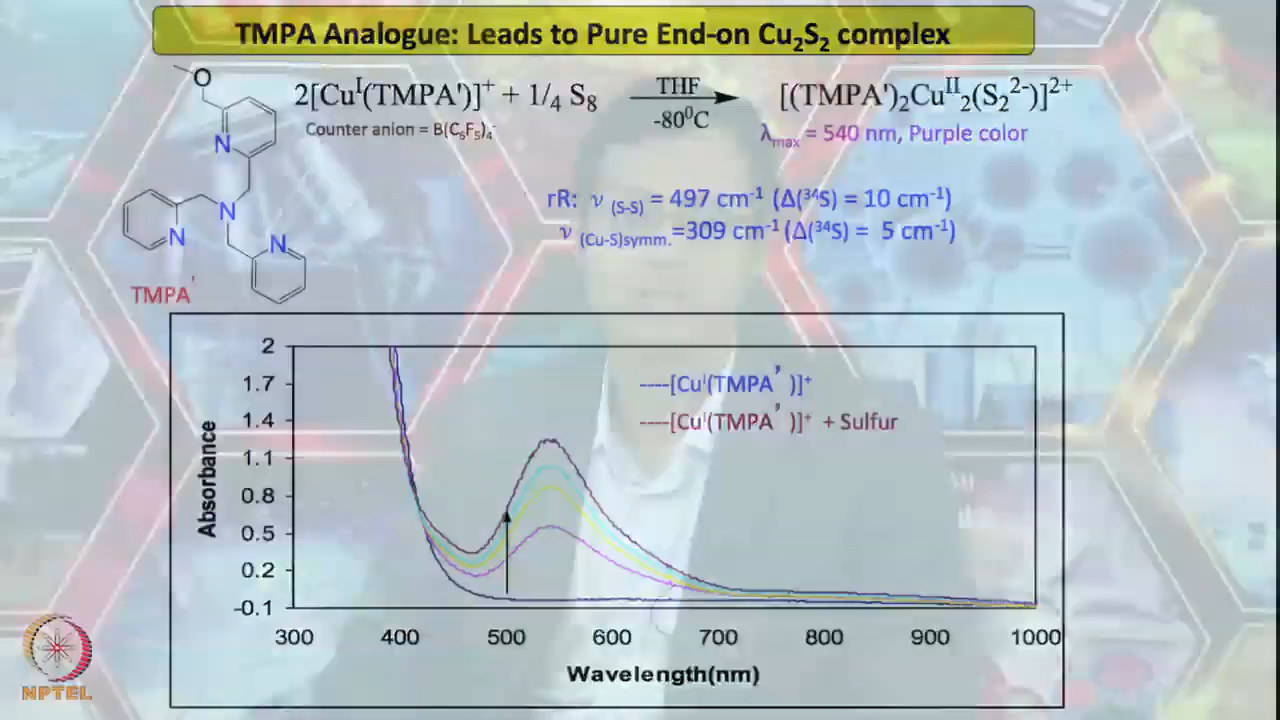 TMPA Analogue: Leads to Pure End-on Cu₂S₂ complex
O
N
N
N
N
TMPA'
2[Cuᴵ(TMPA')]⁺ + 1/4 S₈
THF
-80⁰C
[(TMPA')₂Cuᴵᴵ₂(S₂²⁻)]²⁺
Counter anion = B(C₆F₅)₄⁻
λmax = 540 nm, Purple color
rR: ν (S-S) = 497 cm⁻¹ (Δ(³⁴S) = 10 cm⁻¹)
ν (Cu-S)symm.=309 cm⁻¹ (Δ(³⁴S) = 5 cm⁻¹)
----[Cuᴵ(TMPA’ )]⁺
----[Cuᴵ(TMPA’ )]⁺ + Sulfur
Absorbance
2
1.7
1.4
1.1
0.8
0.5
0.2
-0.1
300 400 500 600 700 800 900 1000
Wavelength(nm)
NPTEL